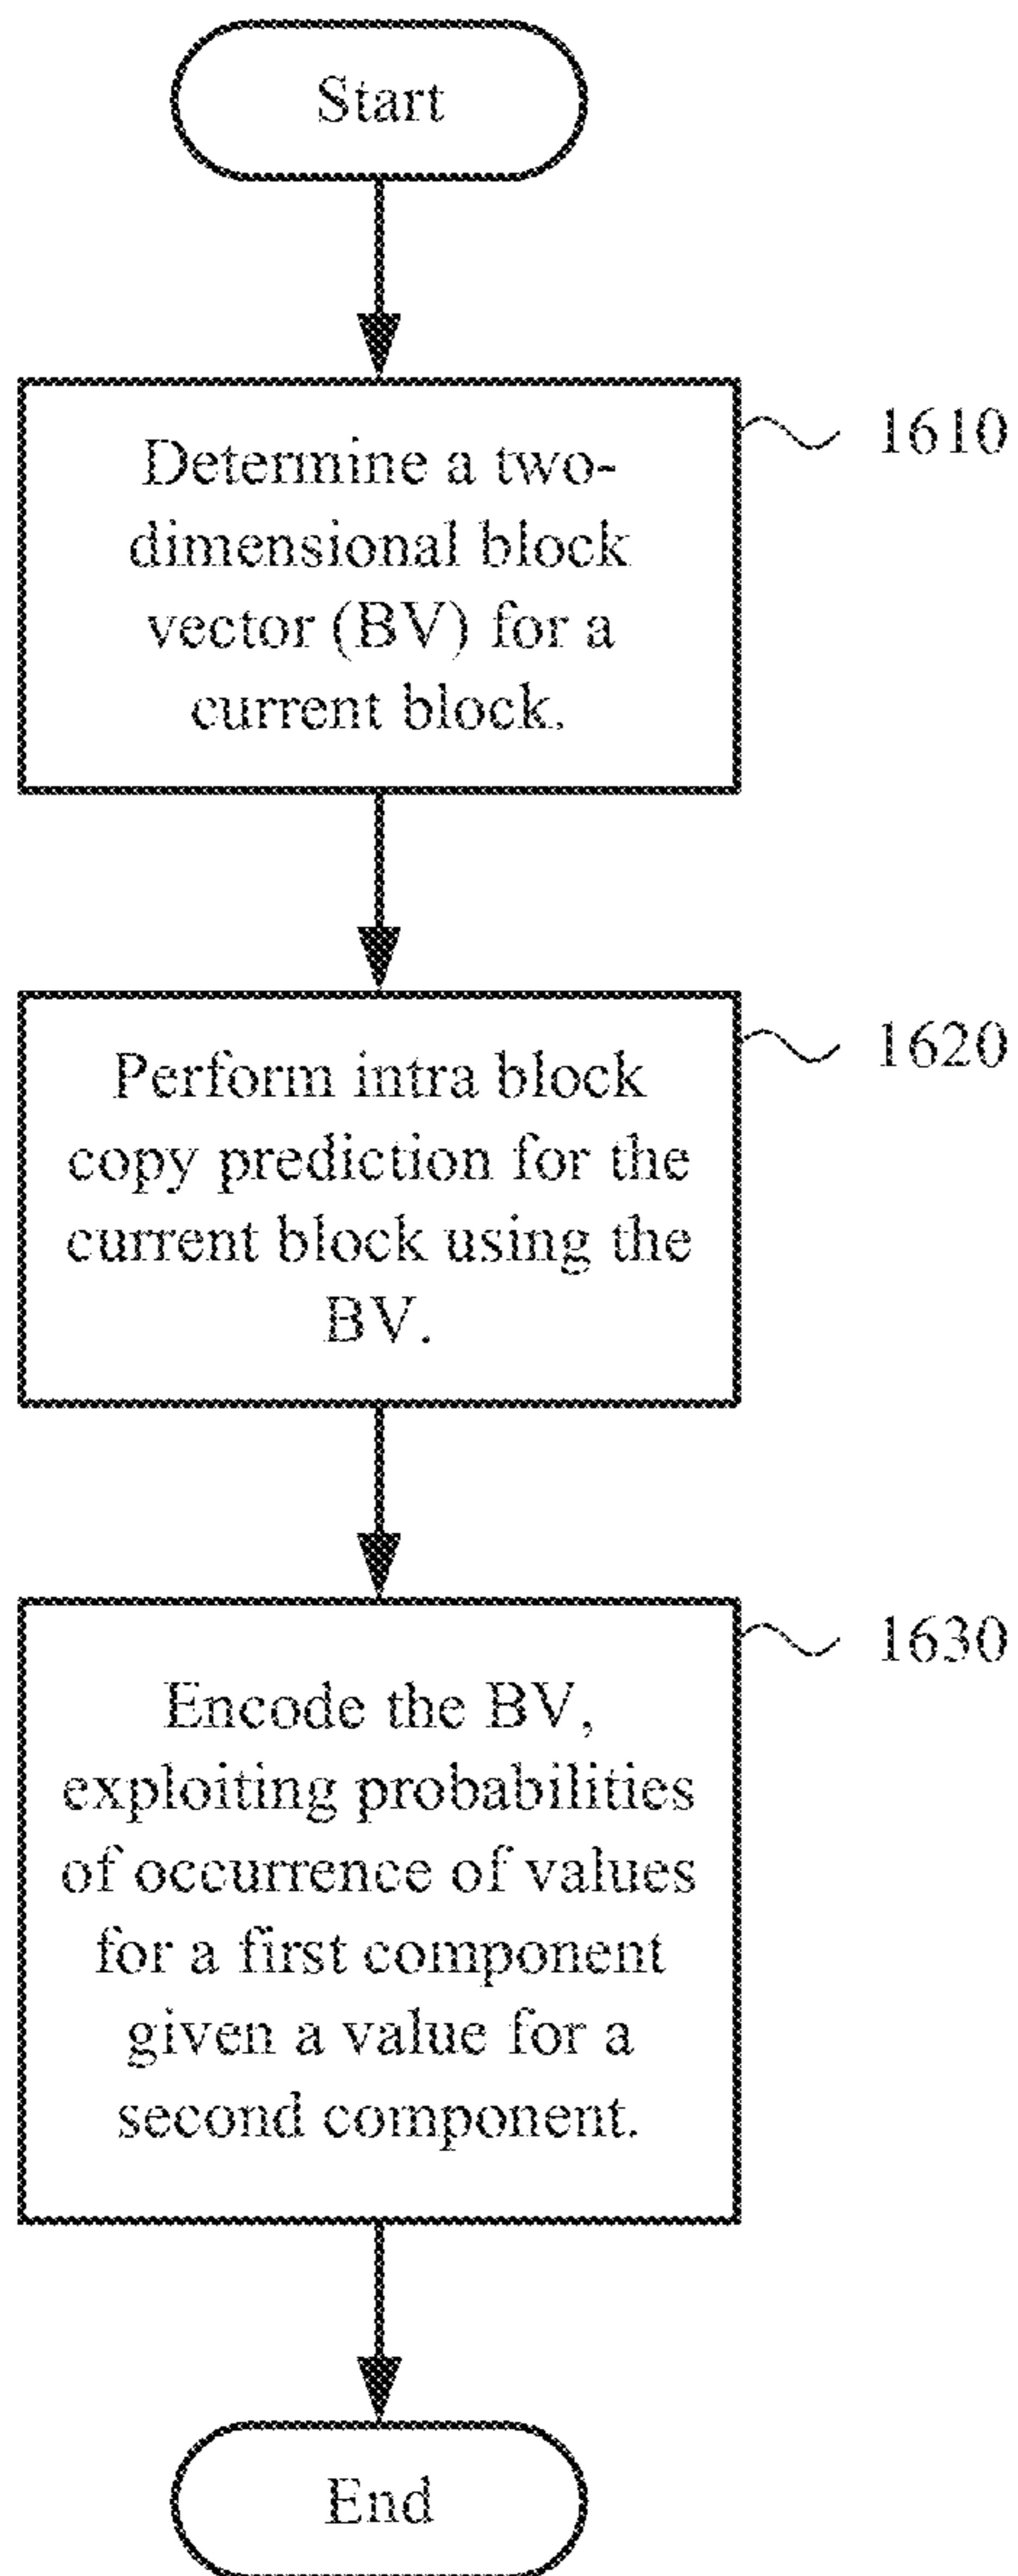 Start
Determine a two-
dimensional block
vector (BV) for a
current block.
1610
Perform intra block
copy prediction for the
current block using the
BV.
1620
Encode the BV,
exploiting probabilities
of occurrence of values
for a first component
given a value for a
second component.
1630
End